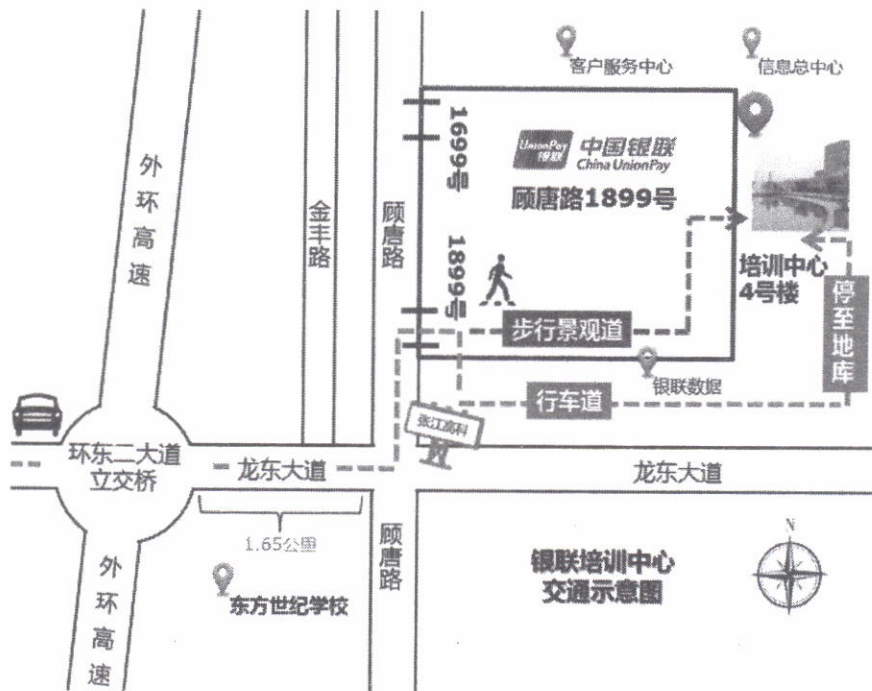 客户服务中心
信息总中心
外环高速
金丰路
顾唐路
1699号
UnionPay
银联
中国银联
China UnionPay
顾唐路1899号
1899号
培训中心
4号楼
停至地库
步行景观道
银联数据
行车道
张江高科
环东二大道
立交桥
龙东大道
龙东大道
1.65公里
顾唐路
外环高速
东方世纪学校
银联培训中心
交通示意图
N